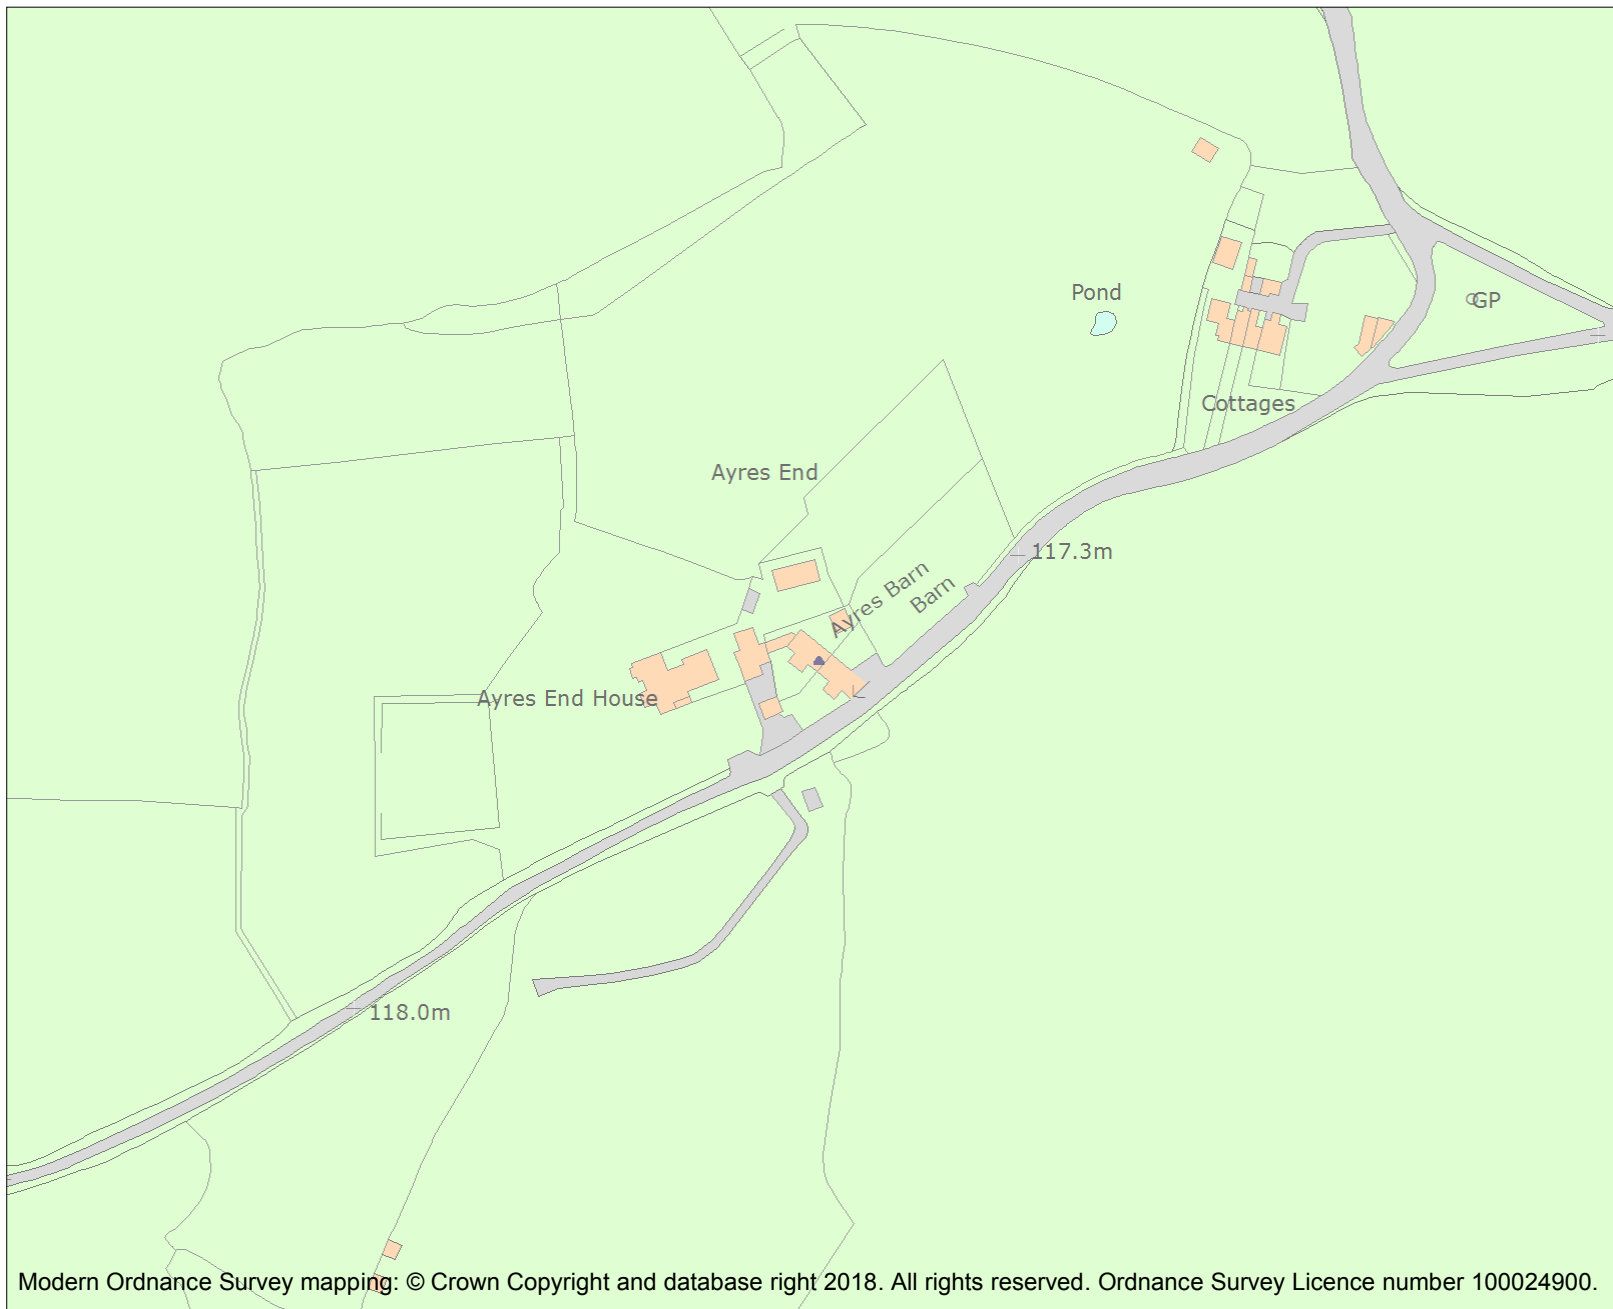 Pond
GP
Cottages
Ayres End
117.3m
Ayres Barn
Barn
Ayres End House
118.0m
Modern Ordnance Survey mapping: © Crown Copyright and database right 2018. All rights reserved. Ordnance Survey Licence number 100024900.